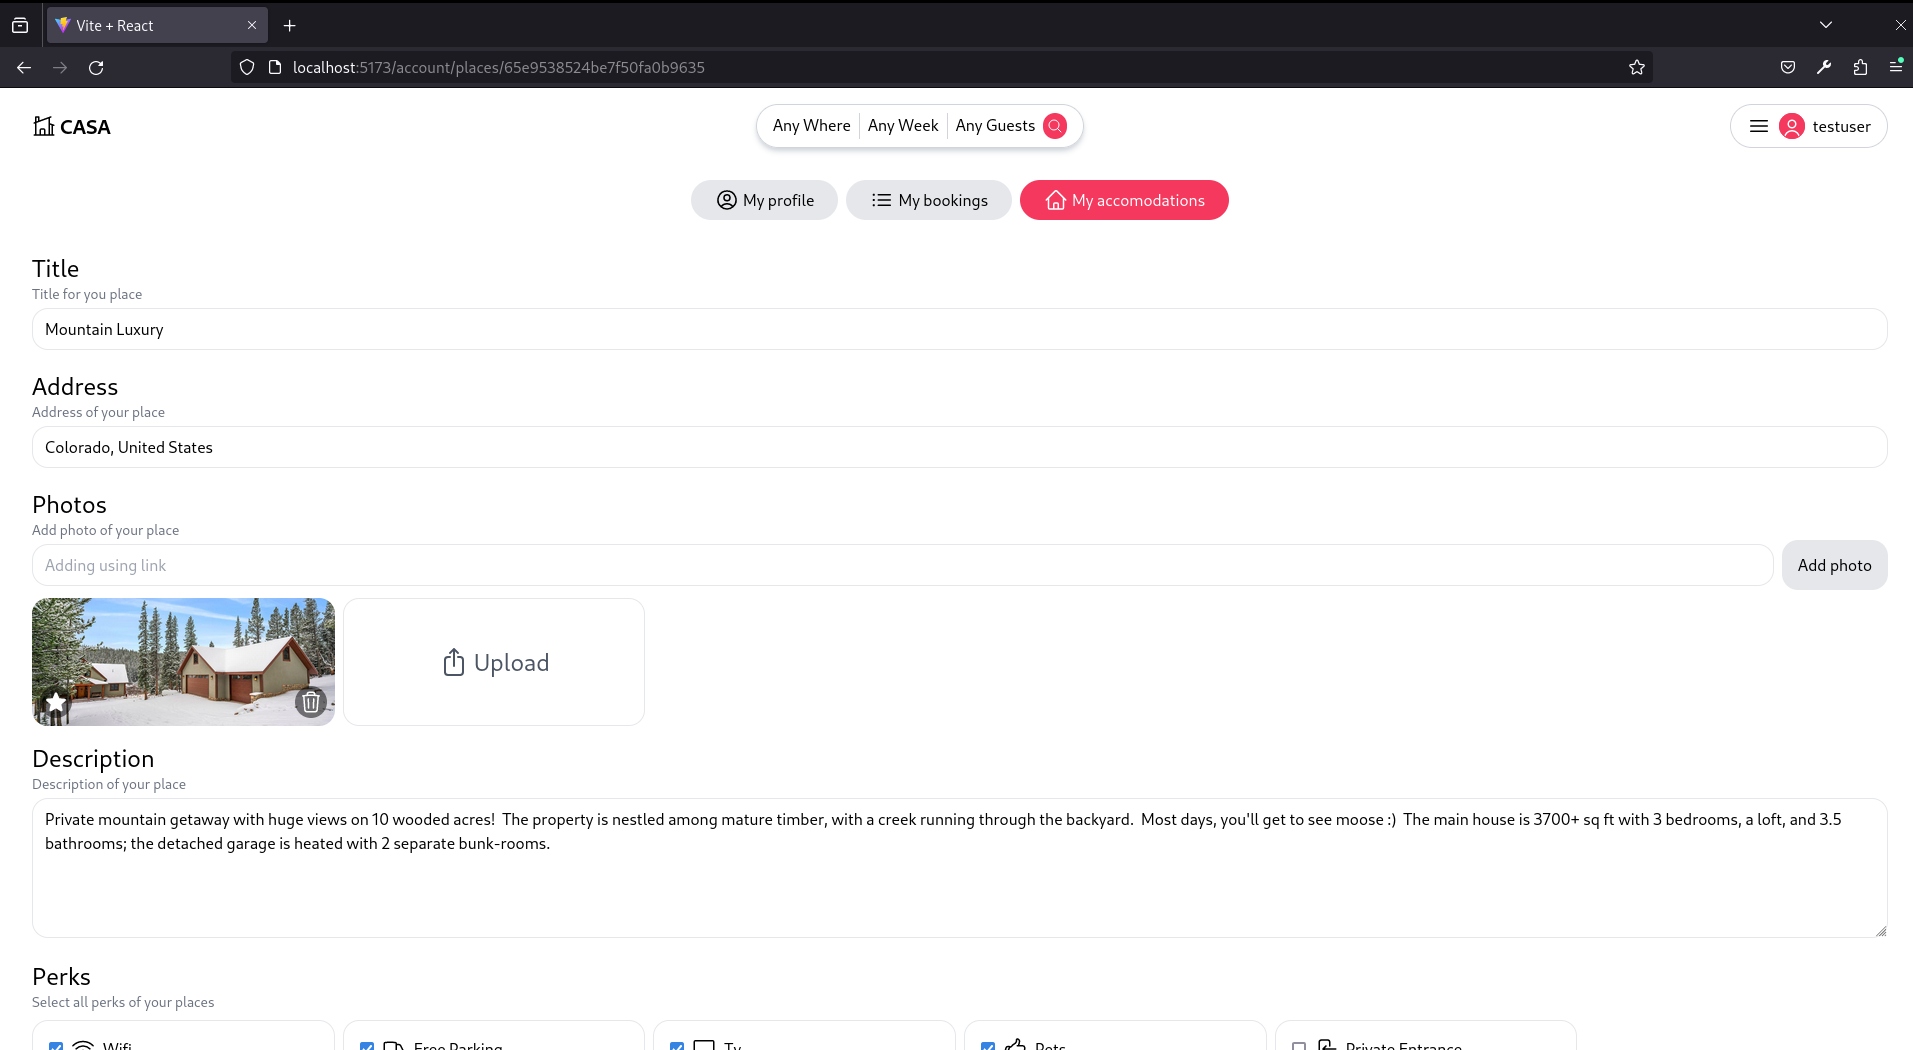 Vite + React
localhost:5173/account/places/65e9538524be7f50fa0b9635
CASA
Any Where Any Week Any Guests
testuser
My profile My bookings My accomodations
Title
Title for you place
Mountain Luxury
Address
Address of your place
Colorado, United States
Photos
Add photo of your place
Adding using link Add photo
Upload
Description
Description of your place
Private mountain getaway with huge views on 10 wooded acres!  The property is nestled among mature timber, with a creek running through the backyard.  Most days, you'll get to see moose :)  The main house is 3700+ sq ft with 3 bedrooms, a loft, and 3.5
bathrooms; the detached garage is heated with 2 separate bunk-rooms.
Perks
Select all perks of your places
Wifi Free Parking Tv Pets Private Entrance